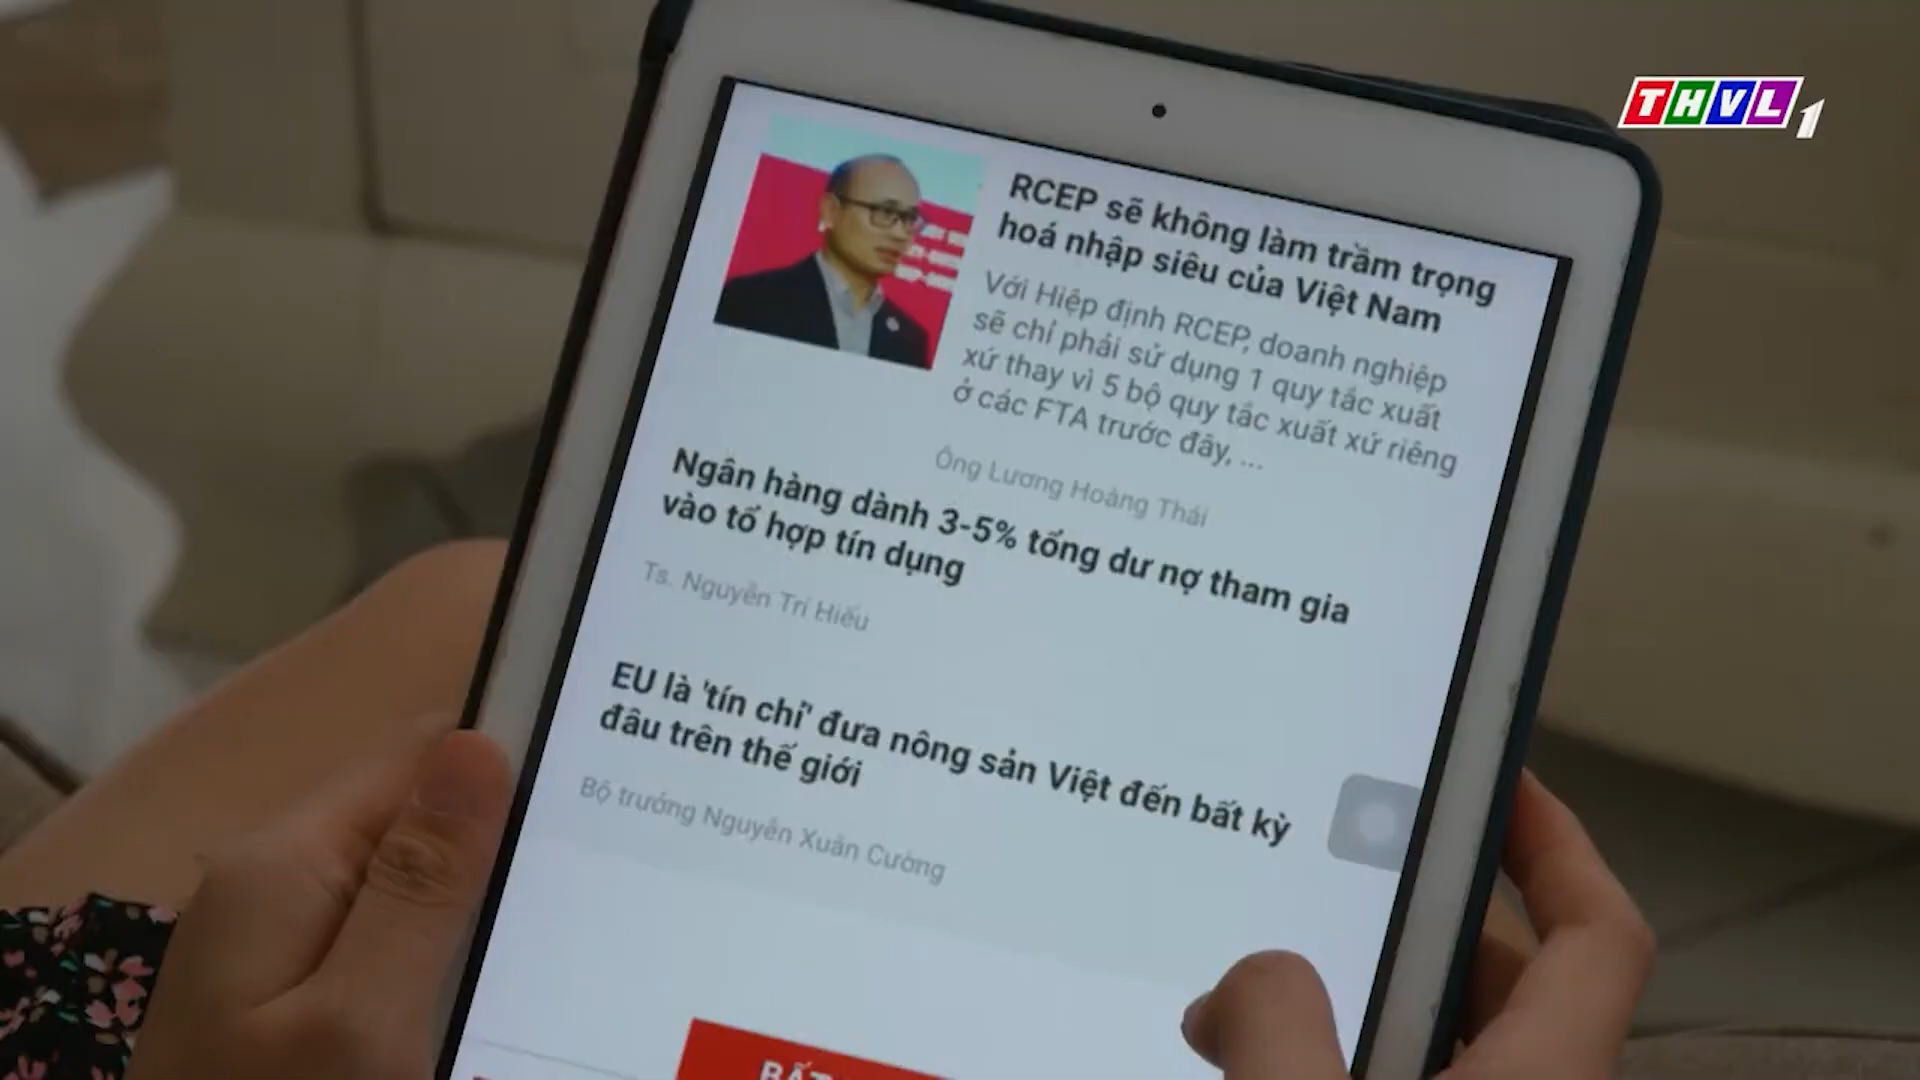 THVL1
RCEP sẽ không làm trầm trọng
hoá nhập siêu của Việt Nam
Với Hiệp định RCEP, doanh nghiệp
sẽ chỉ phải sử dụng 1 quy tắc xuất
xứ thay vì 5 bộ quy tắc xuất xứ riêng
ở các FTA trước đây, ...
Ông Lương Hoàng Thái
Ngân hàng dành 3-5% tổng dư nợ tham gia
vào tổ hợp tín dụng
Ts. Nguyễn Trí Hiếu
EU là 'tín chỉ' đưa nông sản Việt đến bất kỳ
đâu trên thế giới
Bộ trưởng Nguyễn Xuân Cường